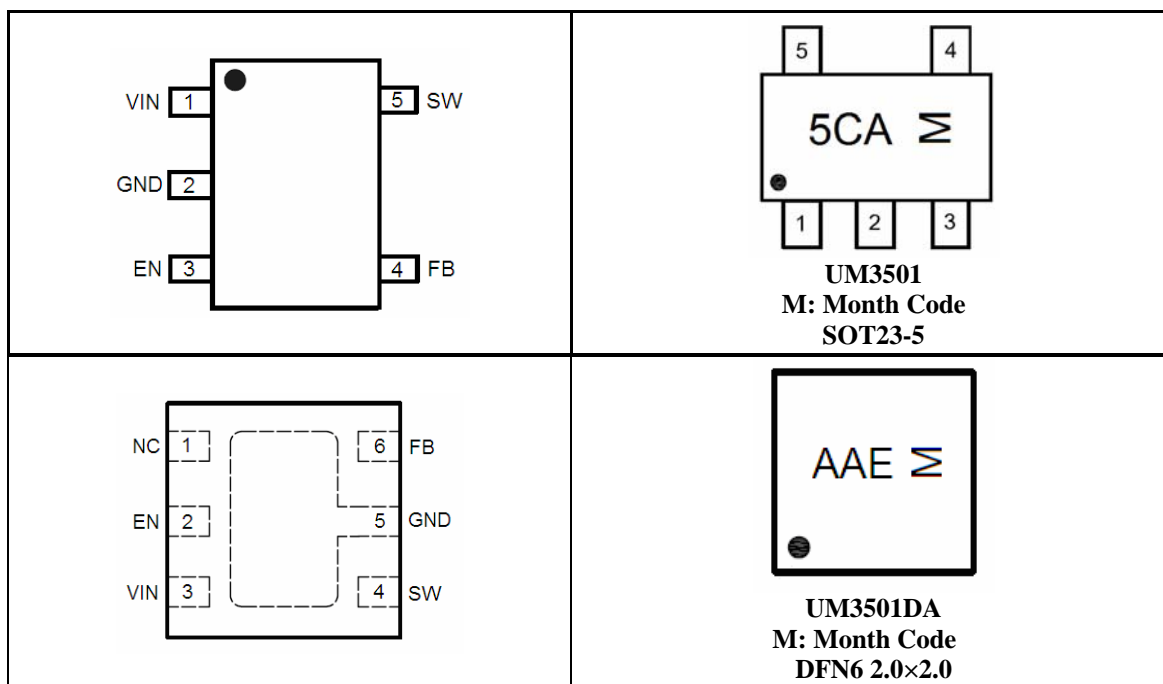 VIN 1
5 SW
GND 2
EN 3
4 FB
5 4
5CA M
1 2 3
UM3501
M: Month Code
SOT23-5
NC 1
6 FB
EN 2
5 GND
VIN 3
4 SW
AAE M
UM3501DA
M: Month Code
DFN6 2.0×2.0